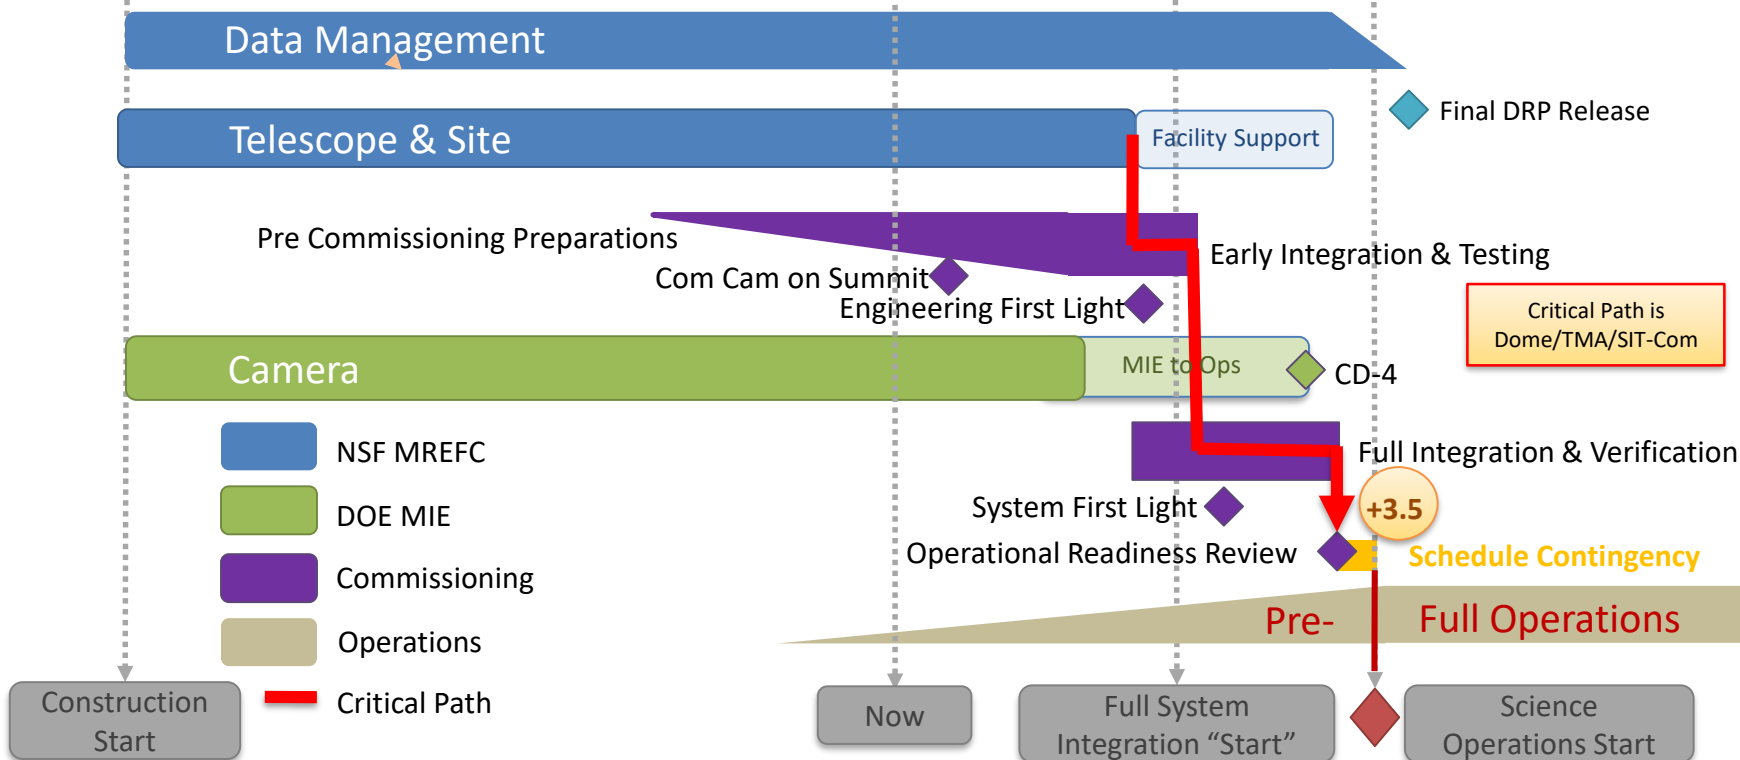 Data Management
Final DRP Release
Telescope & Site
Facility Support
Pre Commissioning Preparations
Early Integration & Testing
Com Cam on Summit
Engineering First Light
Critical Path is
Dome/TMA/SIT-Com
Camera
MIE to Ops
CD-4
NSF MREFC
Full Integration & Verification
DOE MIE
System First Light
+3.5
Operational Readiness Review
Schedule Contingency
Commissioning
Operations
Pre-
Full Operations
Critical Path
Construction
Start
Now
Full System
Integration “Start”
Science
Operations Start